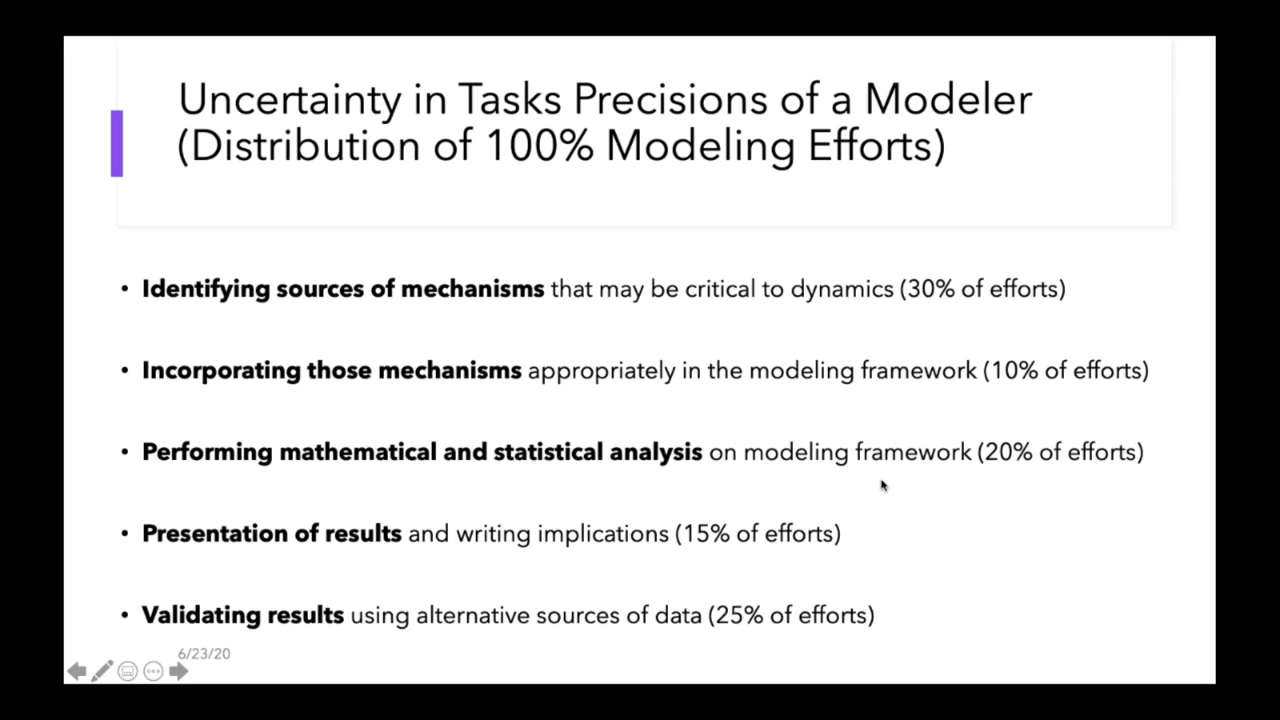 Uncertainty in Tasks Precisions of a Modeler
(Distribution of 100% Modeling Efforts)
• Identifying sources of mechanisms that may be critical to dynamics (30% of efforts)
• Incorporating those mechanisms appropriately in the modeling framework (10% of efforts)
• Performing mathematical and statistical analysis on modeling framework (20% of efforts)
• Presentation of results and writing implications (15% of efforts)
• Validating results using alternative sources of data (25% of efforts)
6/23/20